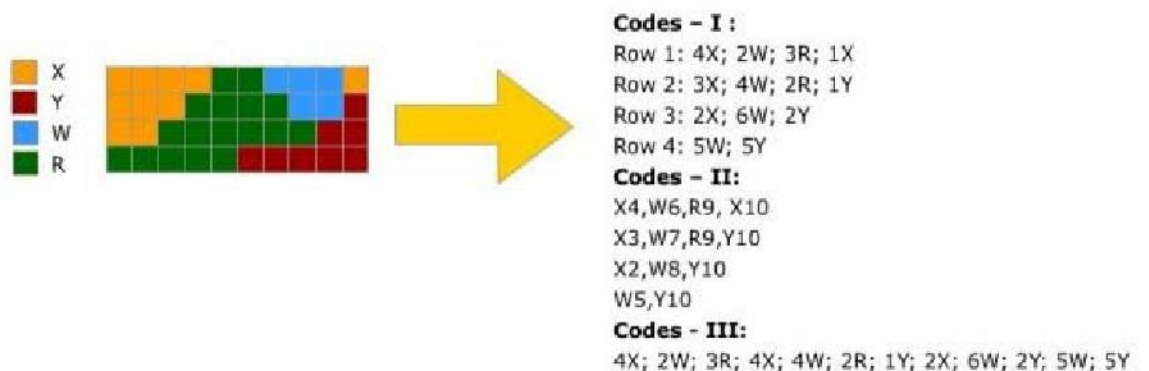 X
Y
W
R
Codes – I :
Row 1: 4X; 2W; 3R; 1X
Row 2: 3X; 4W; 2R; 1Y
Row 3: 2X; 6W; 2Y
Row 4: 5W; 5Y
Codes – II:
X4,W6,R9, X10
X3,W7,R9,Y10
X2,W8,Y10
W5,Y10
Codes - III:
4X; 2W; 3R; 4X; 4W; 2R; 1Y; 2X; 6W; 2Y; 5W; 5Y